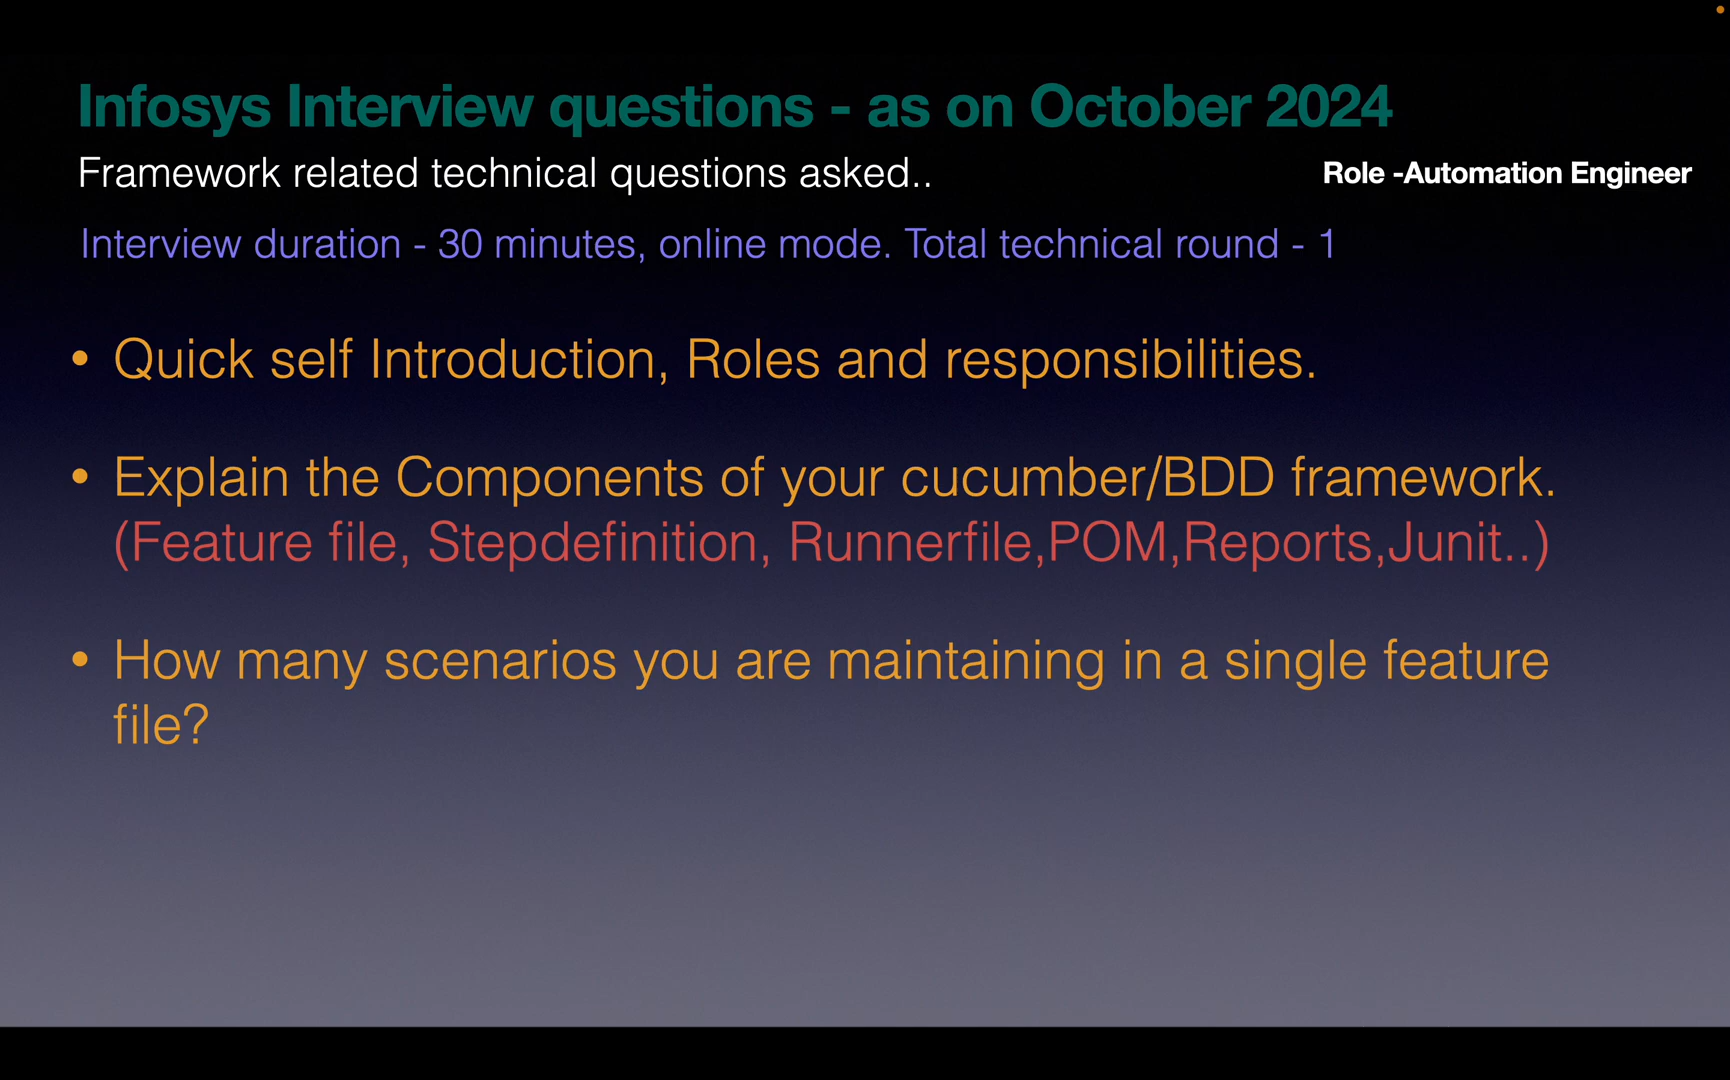 Infosys Interview questions - as on October 2024
Framework related technical questions asked..
Role -Automation Engineer
Interview duration - 30 minutes, online mode. Total technical round - 1
• Quick self Introduction, Roles and responsibilities.
• Explain the Components of your cucumber/BDD framework.
(Feature file, Stepdefinition, Runnerfile,POM,Reports,Junit..)
• How many scenarios you are maintaining in a single feature
file?